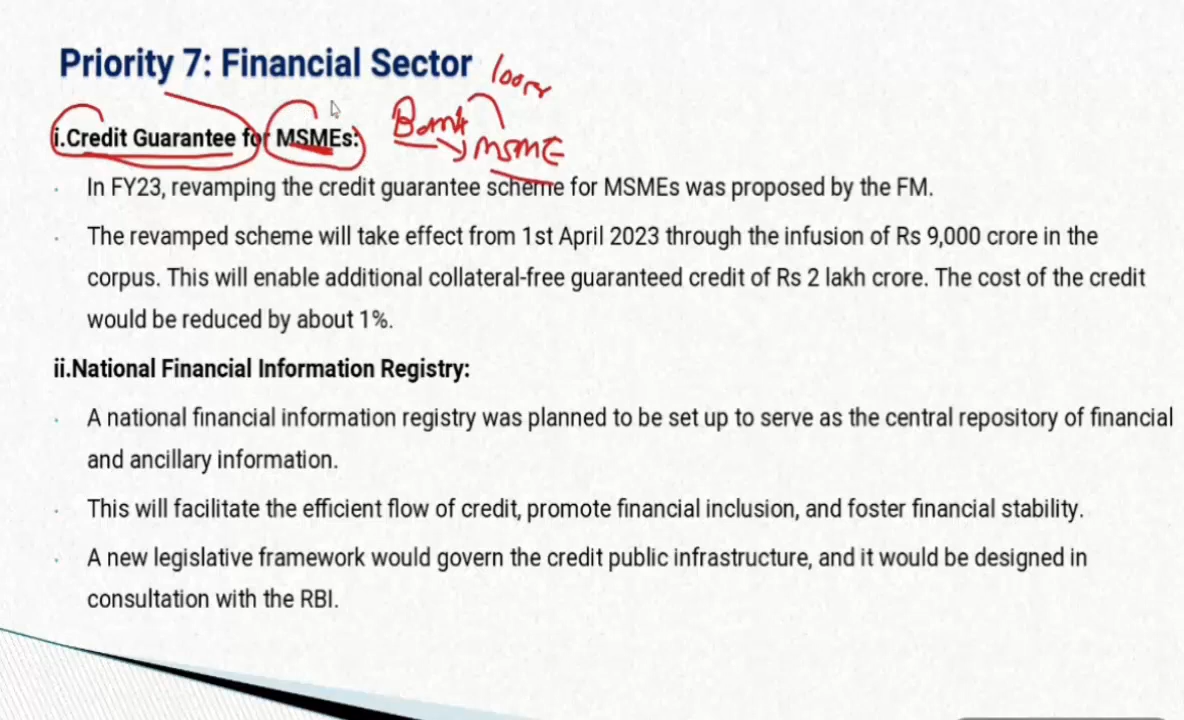 Priority 7: Financial Sector
loan
i.Credit Guarantee for MSMEs:
Bank
MSME
· In FY23, revamping the credit guarantee scheme for MSMEs was proposed by the FM.
· The revamped scheme will take effect from 1st April 2023 through the infusion of Rs 9,000 crore in the
corpus. This will enable additional collateral-free guaranteed credit of Rs 2 lakh crore. The cost of the credit
would be reduced by about 1%.
ii.National Financial Information Registry:
· A national financial information registry was planned to be set up to serve as the central repository of financial
and ancillary information.
· This will facilitate the efficient flow of credit, promote financial inclusion, and foster financial stability.
· A new legislative framework would govern the credit public infrastructure, and it would be designed in
consultation with the RBI.